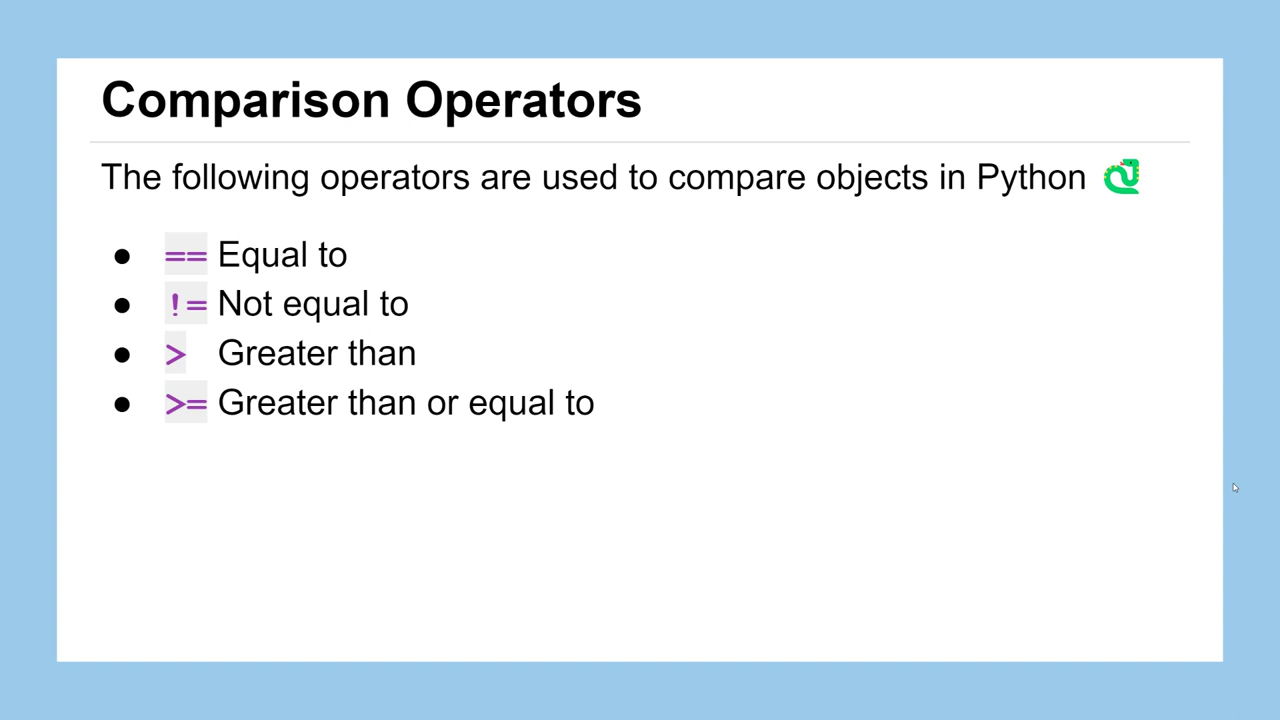 Comparison Operators
The following operators are used to compare objects in Python 🐍
● == Equal to
● != Not equal to
● > Greater than
● >= Greater than or equal to